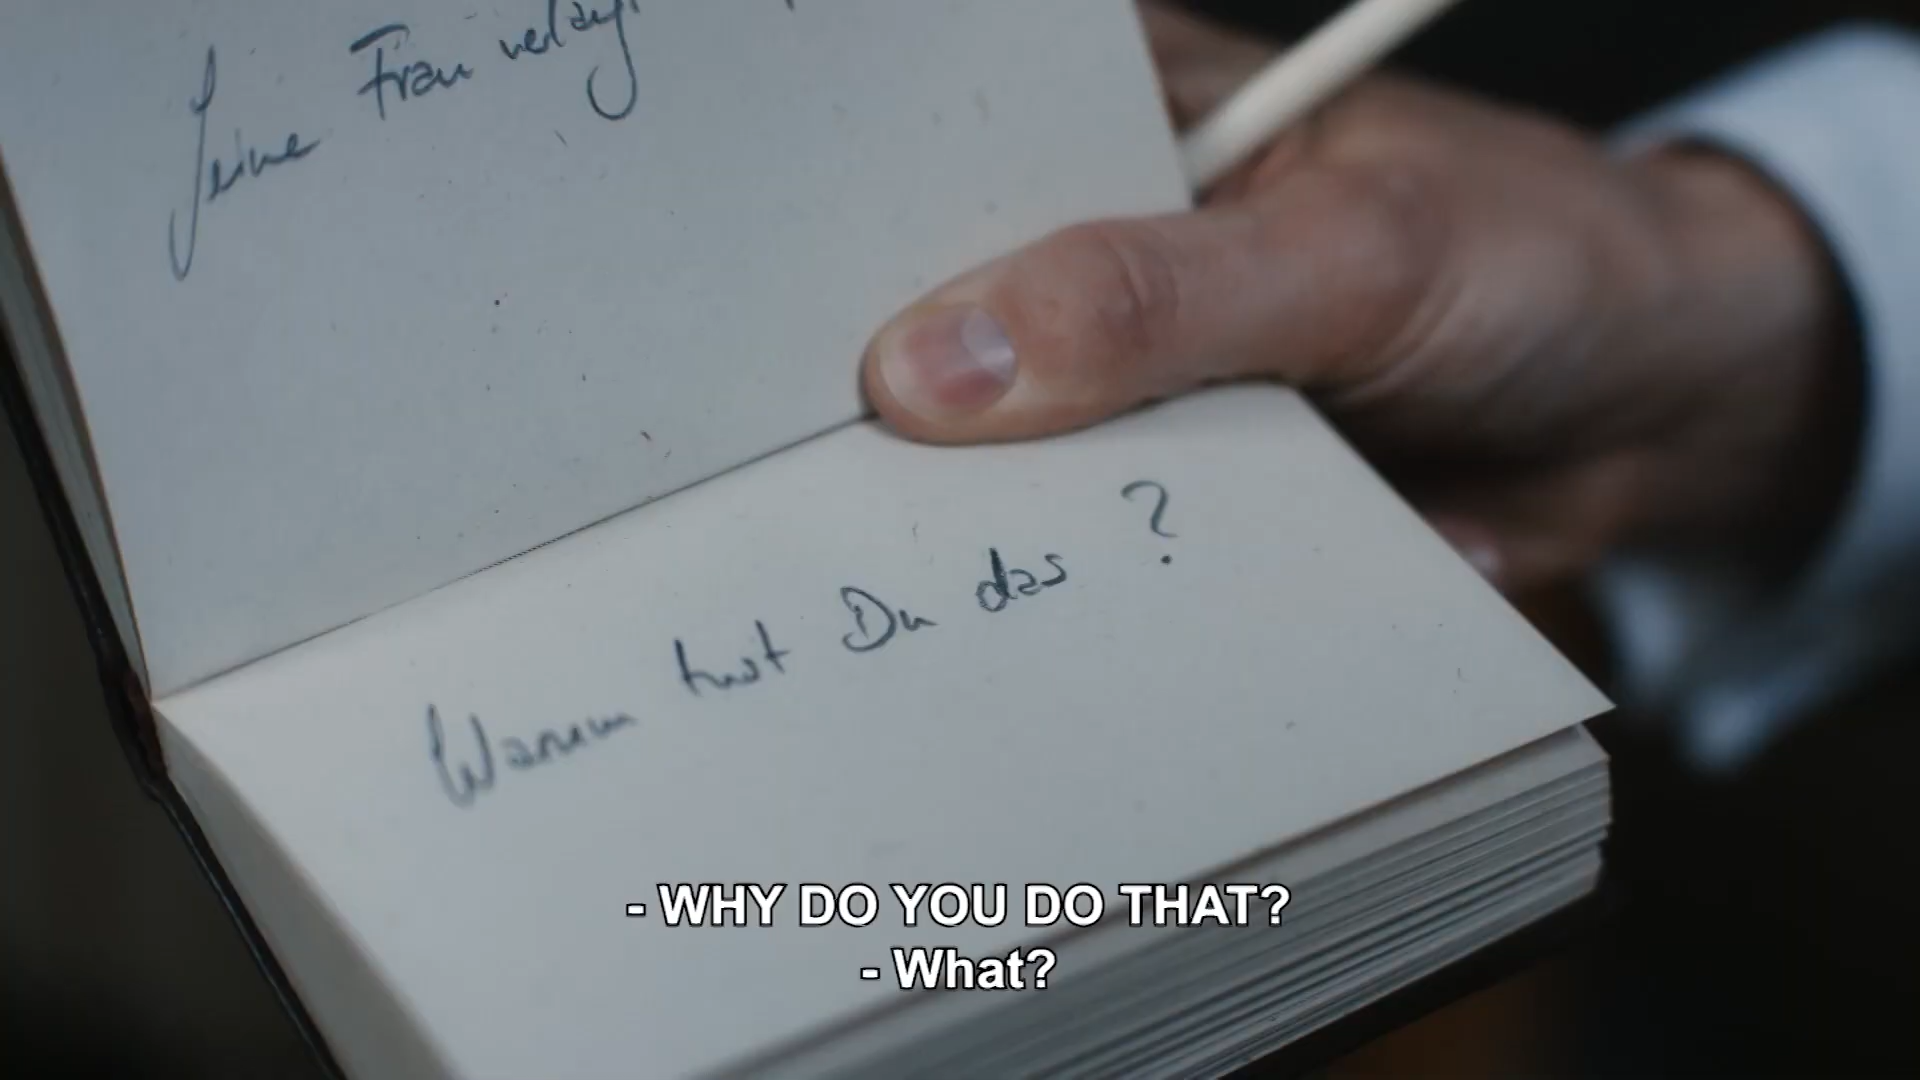 Seine Frau
Warum tust Du das ?
- WHY DO YOU DO THAT?
- What?